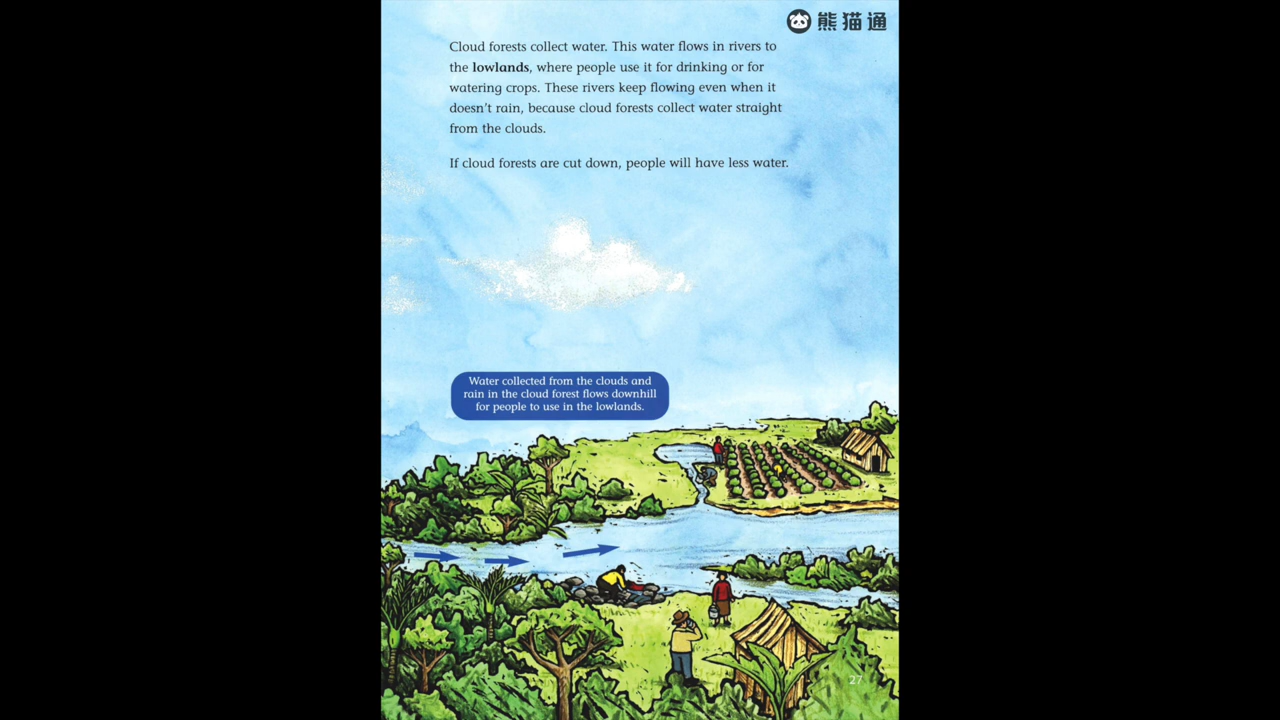 熊猫通
Cloud forests collect water. This water flows in rivers to
the lowlands, where people use it for drinking or for
watering crops. These rivers keep flowing even when it
doesn't rain, because cloud forests collect water straight
from the clouds.
If cloud forests are cut down, people will have less water.
Water collected from the clouds and
rain in the cloud forest flows downhill
for people to use in the lowlands.
27